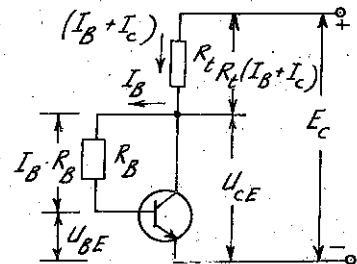 (I_B + I_C)
+
R_t
R_t(I_B + I_C)
I_B
E_C
I_B · R_B
R_B
U_CE
U_BE
−